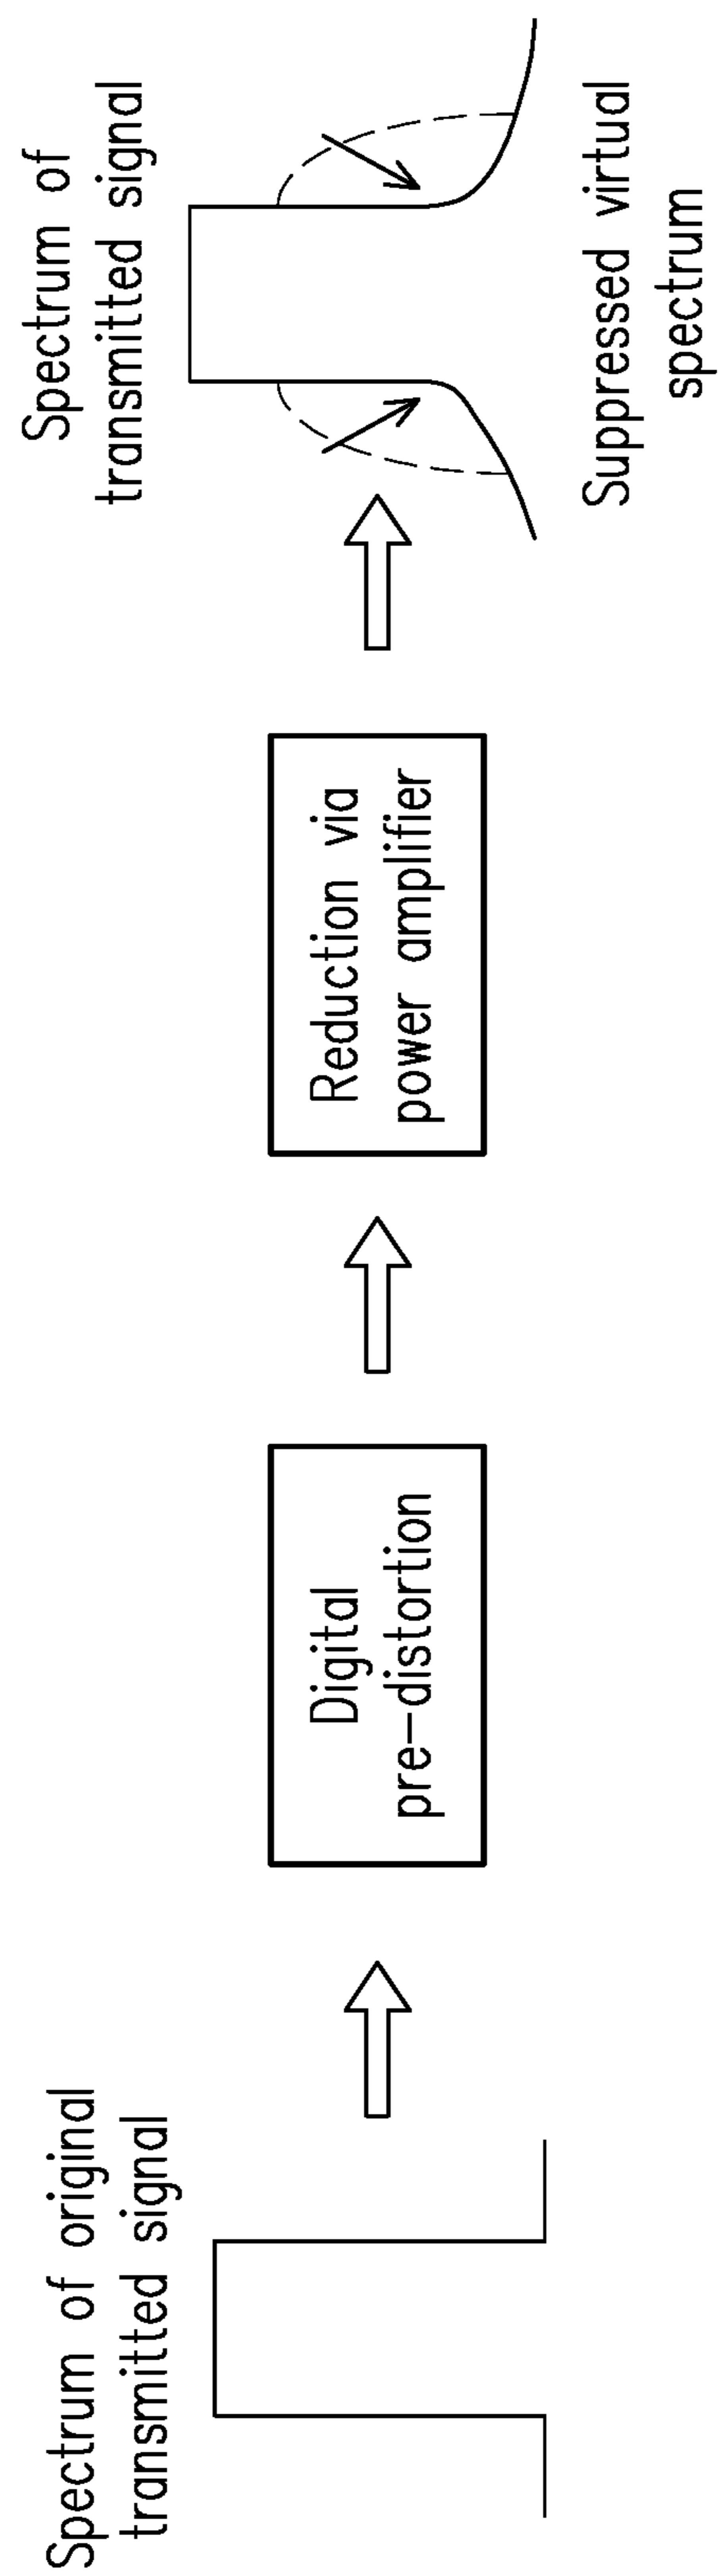 Spectrum of original
transmitted signal
Digital
pre-distortion
Reduction via
power amplifier
Spectrum of
transmitted signal
Suppressed virtual
spectrum